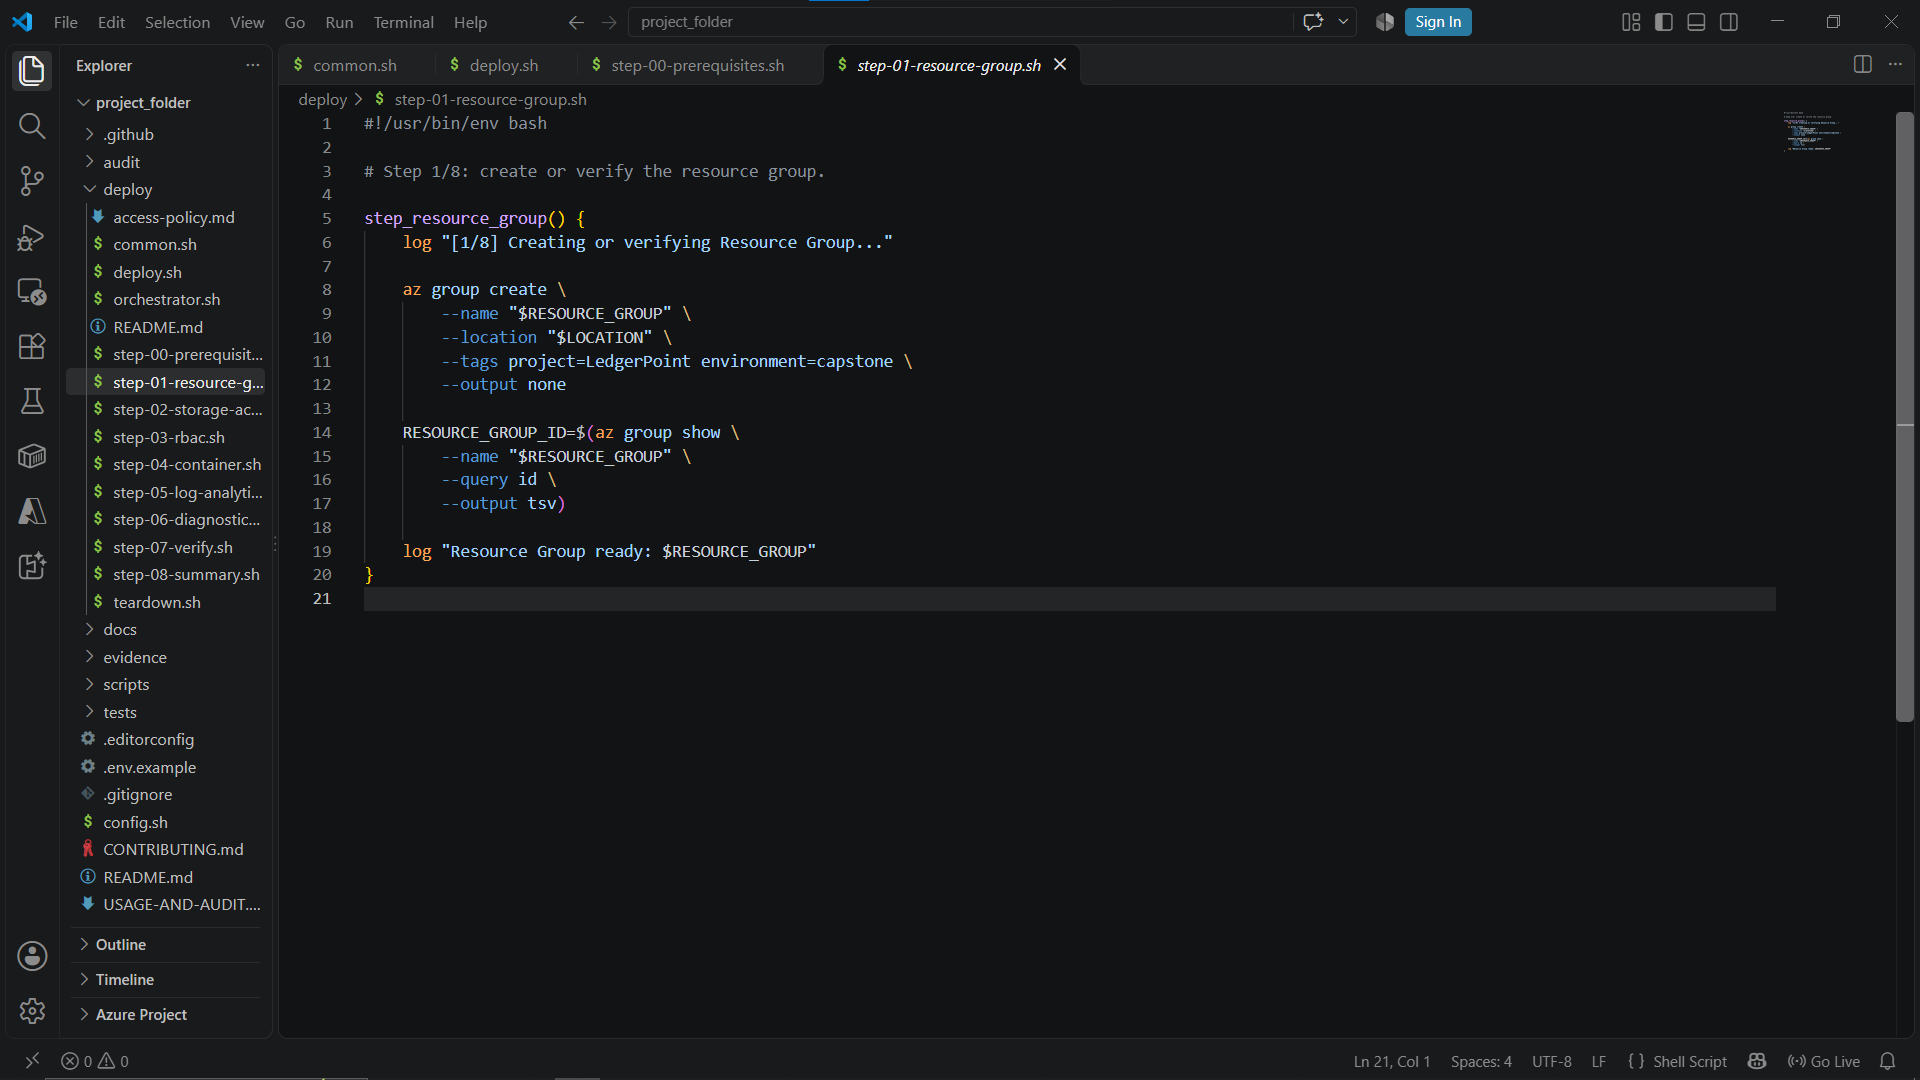 File Edit Selection View Go Run Terminal Help
project_folder
Sign In
Explorer
project_folder
.github
audit
deploy
access-policy.md
common.sh
deploy.sh
orchestrator.sh
README.md
step-00-prerequisit...
step-01-resource-g...
step-02-storage-ac...
step-03-rbac.sh
step-04-container.sh
step-05-log-analyti...
step-06-diagnostic...
step-07-verify.sh
step-08-summary.sh
teardown.sh
docs
evidence
scripts
tests
.editorconfig
.env.example
.gitignore
config.sh
CONTRIBUTING.md
README.md
USAGE-AND-AUDIT....
Outline
Timeline
Azure Project
common.sh deploy.sh step-00-prerequisites.sh step-01-resource-group.sh
deploy > step-01-resource-group.sh
1 #!/usr/bin/env bash
2
3 # Step 1/8: create or verify the resource group.
4
5 step_resource_group() {
6     log "[1/8] Creating or verifying Resource Group..."
7
8     az group create \
9         --name "$RESOURCE_GROUP" \
10         --location "$LOCATION" \
11         --tags project=LedgerPoint environment=capstone \
12         --output none
13
14     RESOURCE_GROUP_ID=$(az group show \
15         --name "$RESOURCE_GROUP" \
16         --query id \
17         --output tsv)
18
19     log "Resource Group ready: $RESOURCE_GROUP"
20 }
21
0 0 Ln 21, Col 1 Spaces: 4 UTF-8 LF {} Shell Script Go Live